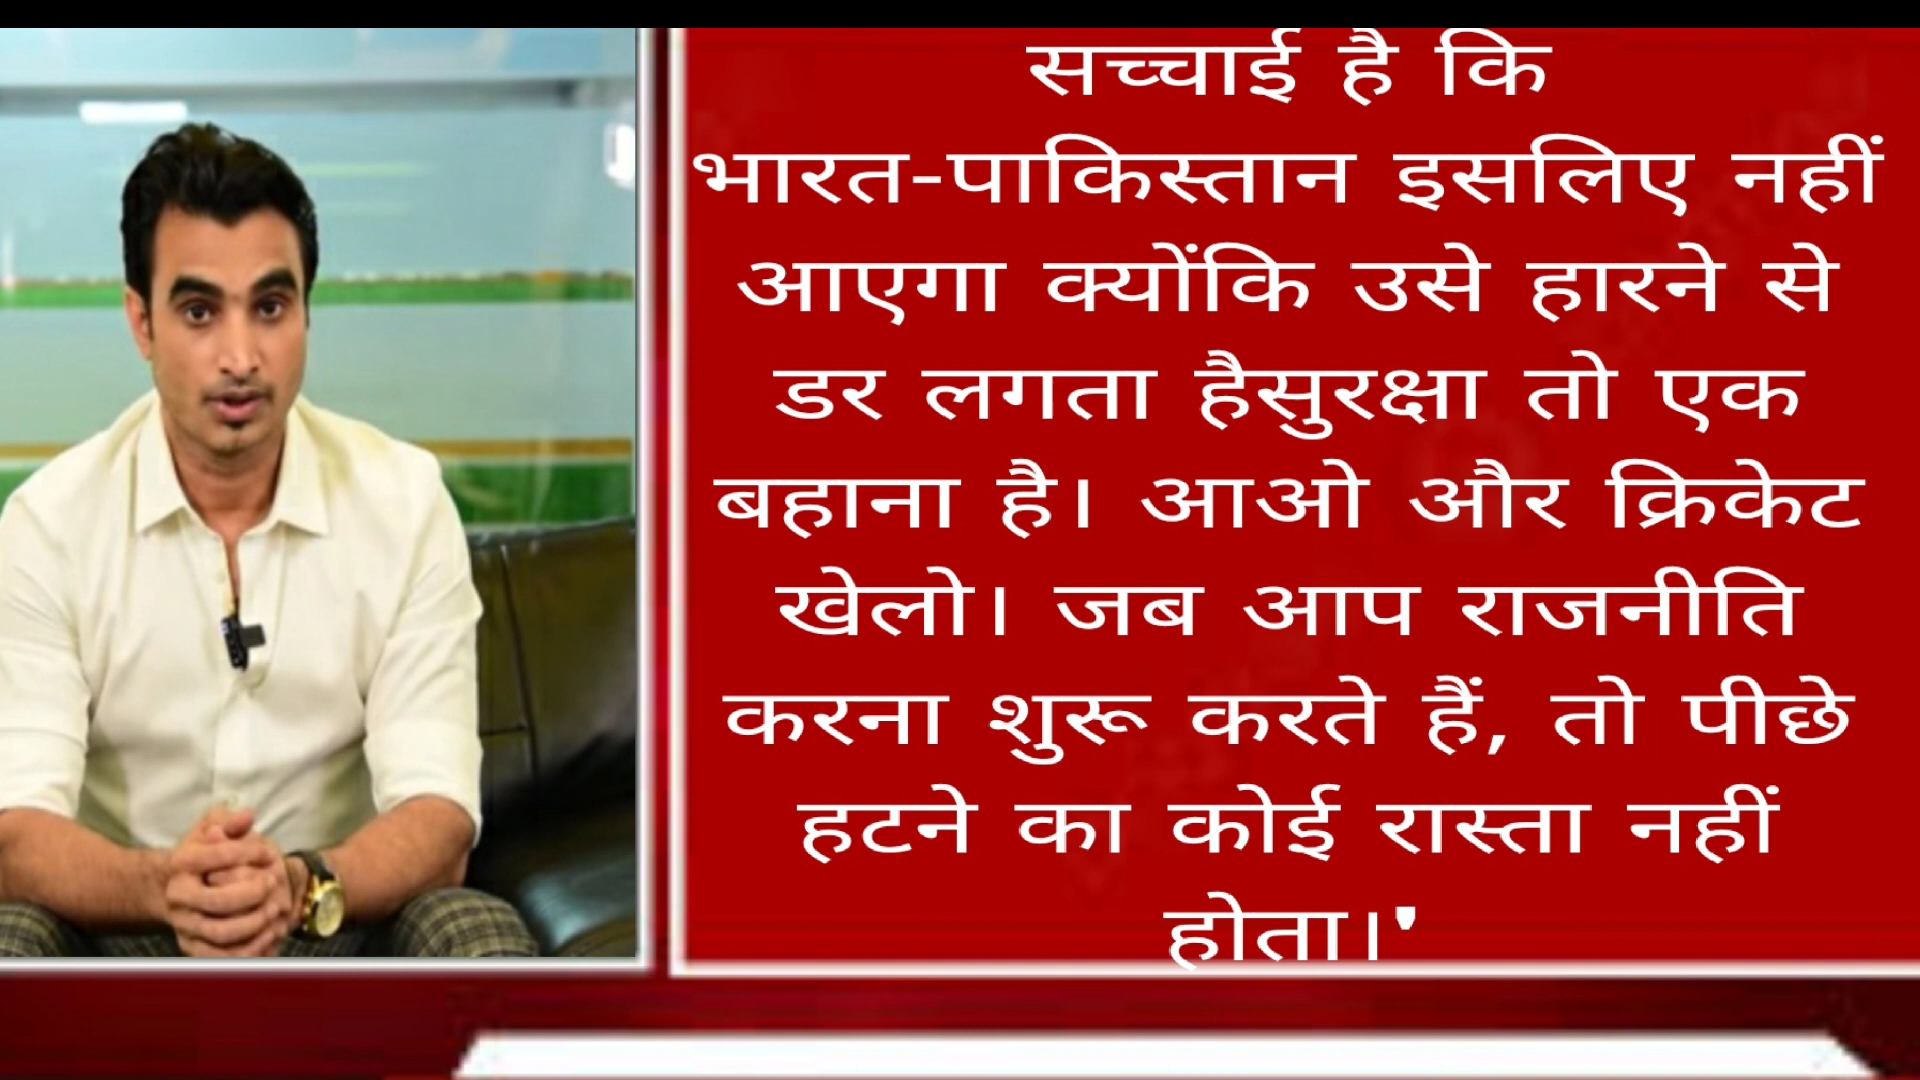 सच्चाई है कि
भारत-पाकिस्तान इसलिए नहीं
आएगा क्योंकि उसे हारने से
डर लगता हैसुरक्षा तो एक
बहाना है। आओ और क्रिकेट
खेलो। जब आप राजनीति
करना शुरू करते हैं, तो पीछे
हटने का कोई रास्ता नहीं
होता।'